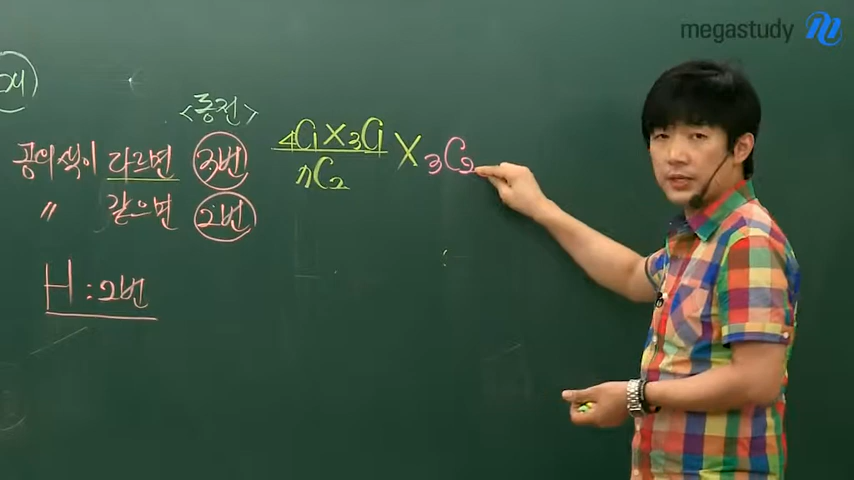 megastudy
<동전>
공의 색이 다르면 3번 4C1×3C1/7C2 × 3C2
〃 같으면 2번
H : 2번